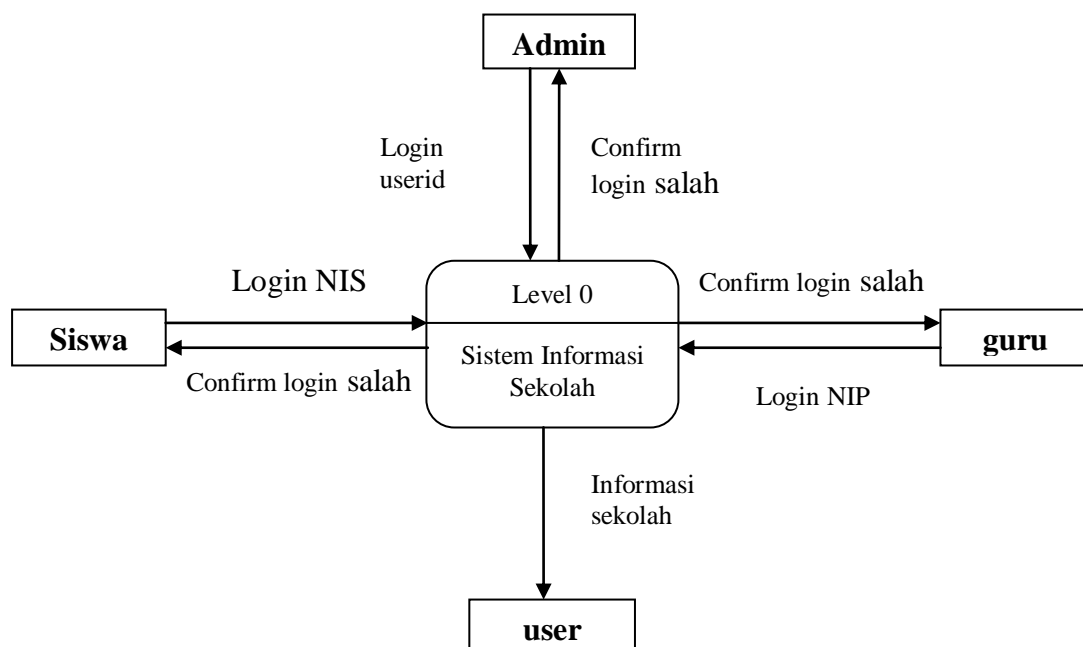 Admin
Login
userid
Confirm
login salah
Login NIS
Level 0
Confirm login salah
Siswa
Sistem Informasi
Sekolah
guru
Confirm login salah
Login NIP
Informasi
sekolah
user